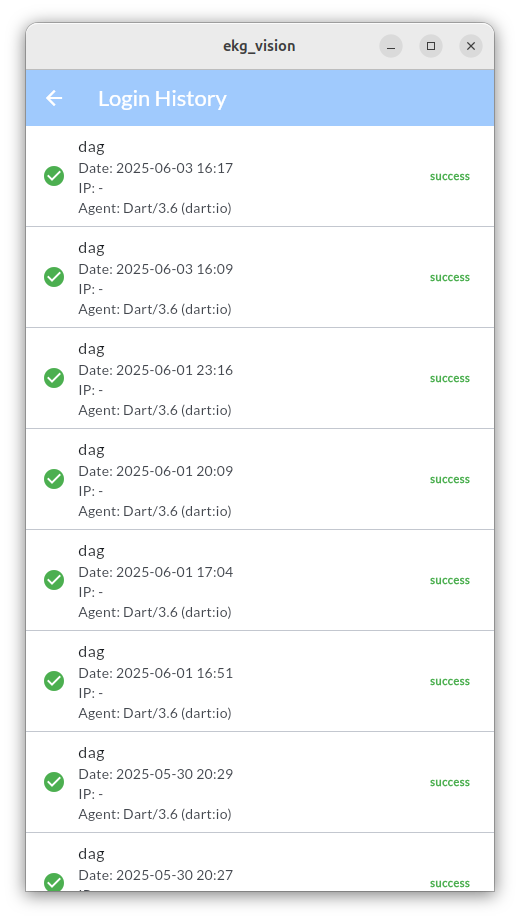 ekg_vision
Login History
dag
Date: 2025-06-03 16:17
IP: -
Agent: Dart/3.6 (dart:io)
success
dag
Date: 2025-06-03 16:09
IP: -
Agent: Dart/3.6 (dart:io)
success
dag
Date: 2025-06-01 23:16
IP: -
Agent: Dart/3.6 (dart:io)
success
dag
Date: 2025-06-01 20:09
IP: -
Agent: Dart/3.6 (dart:io)
success
dag
Date: 2025-06-01 17:04
IP: -
Agent: Dart/3.6 (dart:io)
success
dag
Date: 2025-06-01 16:51
IP: -
Agent: Dart/3.6 (dart:io)
success
dag
Date: 2025-05-30 20:29
IP: -
Agent: Dart/3.6 (dart:io)
success
dag
Date: 2025-05-30 20:27
success